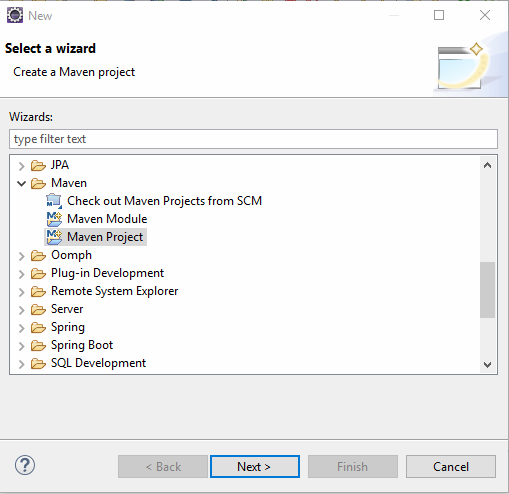 New
Select a wizard
Create a Maven project
Wizards:
type filter text
JPA
Maven
Check out Maven Projects from SCM
Maven Module
Maven Project
Oomph
Plug-in Development
Remote System Explorer
Server
Spring
Spring Boot
SQL Development
? < Back Next > Finish Cancel